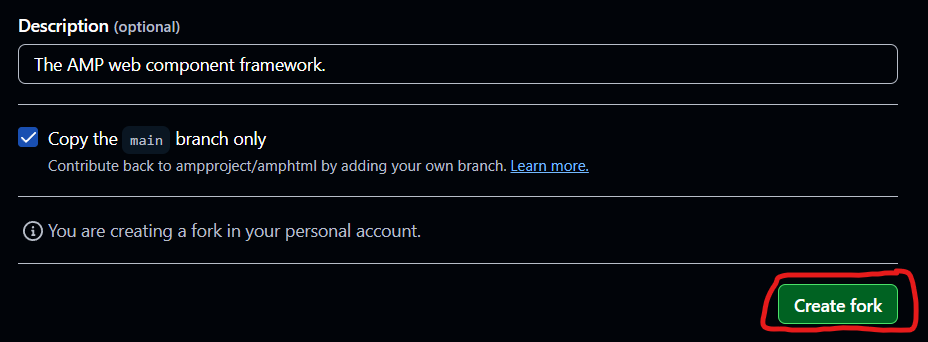 Description (optional)
The AMP web component framework.
Copy the main branch only
Contribute back to ampproject/amphtml by adding your own branch. Learn more.
You are creating a fork in your personal account.
Create fork